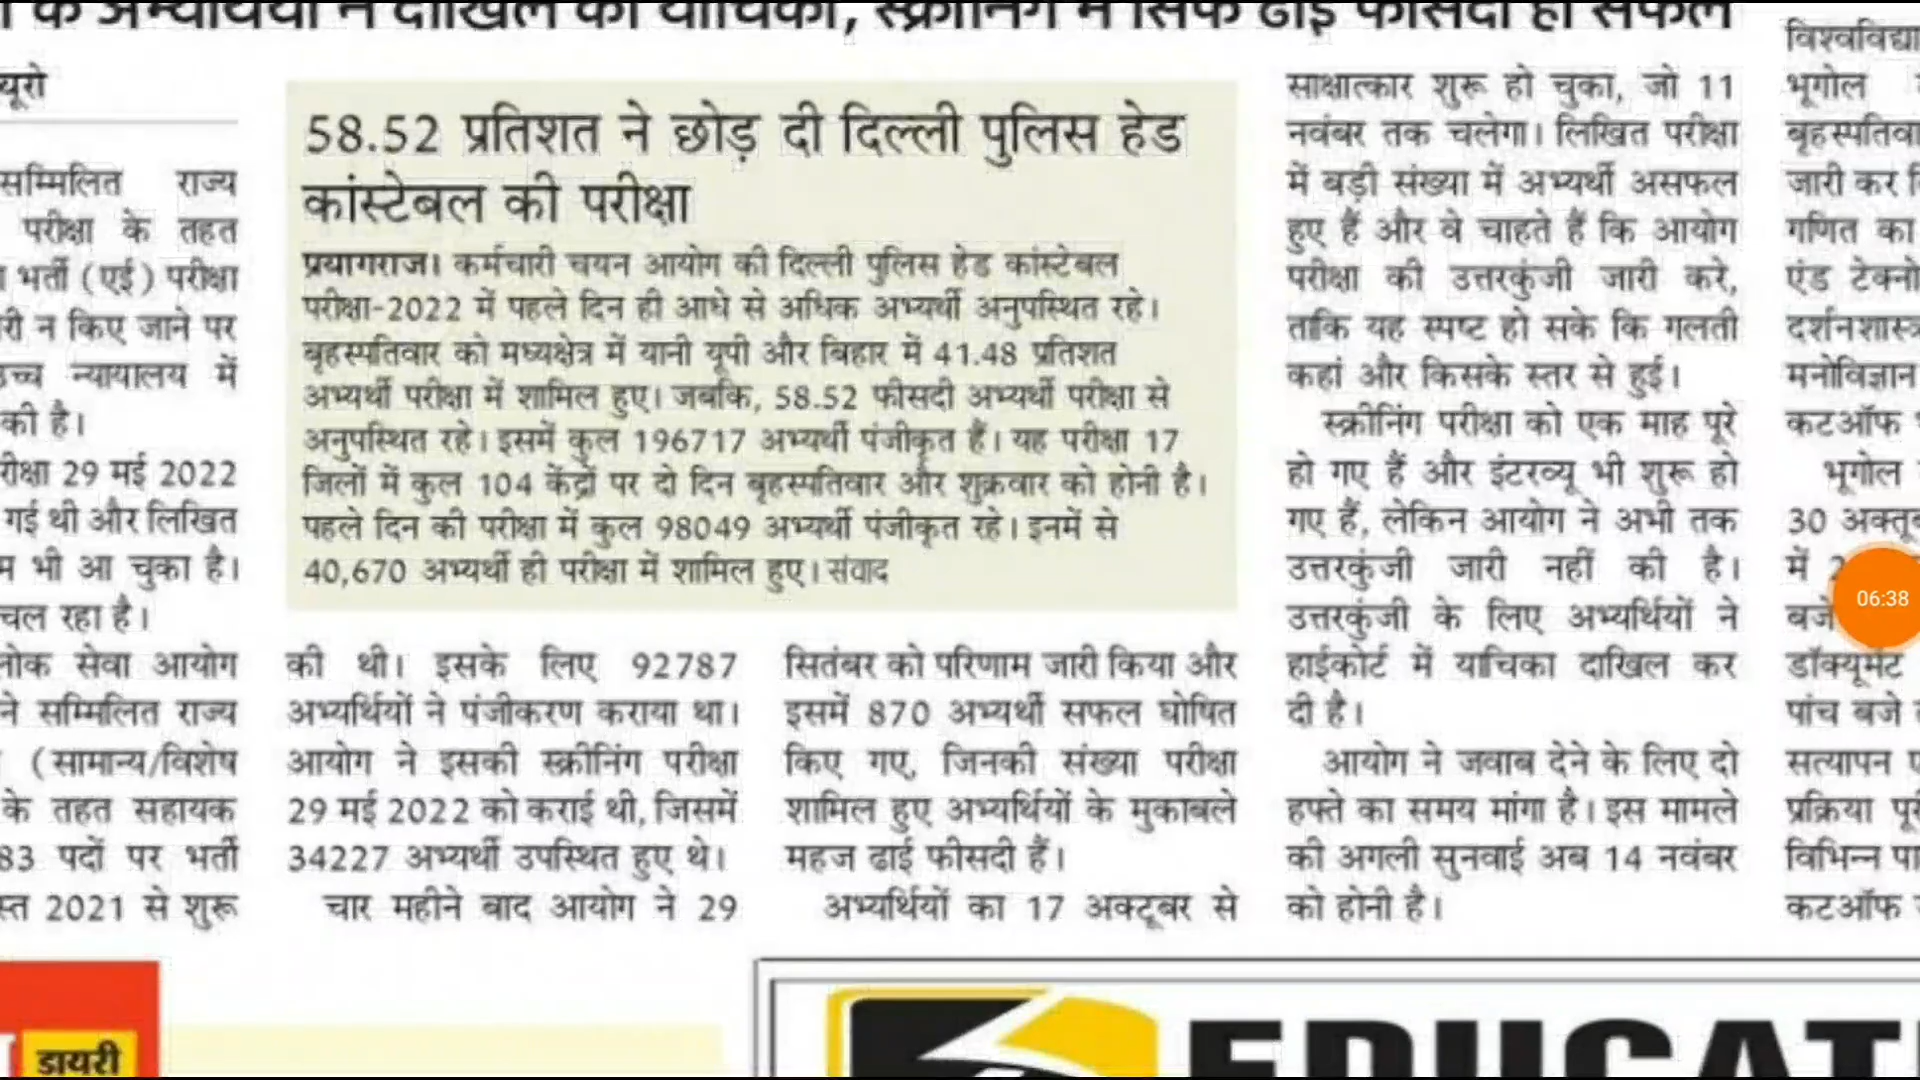 के अभ्यर्थियों ने दाखिल की याचिका, स्क्रीनिंग में सिर्फ ढाई फीसदी ही सफल
यूरो
सम्मिलित राज्य
परीक्षा के तहत
भर्ती (एई) परीक्षा
री न किए जाने पर
उच्च न्यायालय में
की है।
रीक्षा 29 मई 2022
गई थी और लिखित
म भी आ चुका है।
चल रहा है।
लोक सेवा आयोग
ने सम्मिलित राज्य
(सामान्य/विशेष
के तहत सहायक
83 पदों पर भर्ती
स्त 2021 से शुरू
58.52 प्रतिशत ने छोड़ दी दिल्ली पुलिस हेड
कांस्टेबल की परीक्षा
प्रयागराज। कर्मचारी चयन आयोग की दिल्ली पुलिस हेड कांस्टेबल
परीक्षा-2022 में पहले दिन ही आधे से अधिक अभ्यर्थी अनुपस्थित रहे।
बृहस्पतिवार को मध्यक्षेत्र में यानी यूपी और बिहार में 41.48 प्रतिशत
अभ्यर्थी परीक्षा में शामिल हुए। जबकि, 58.52 फीसदी अभ्यर्थी परीक्षा से
अनुपस्थित रहे। इसमें कुल 196717 अभ्यर्थी पंजीकृत हैं। यह परीक्षा 17
जिलों में कुल 104 केंद्रों पर दो दिन बृहस्पतिवार और शुक्रवार को होनी है।
पहले दिन की परीक्षा में कुल 98049 अभ्यर्थी पंजीकृत रहे। इनमें से
40,670 अभ्यर्थी ही परीक्षा में शामिल हुए। संवाद
की थी। इसके लिए 92787
अभ्यर्थियों ने पंजीकरण कराया था।
आयोग ने इसकी स्क्रीनिंग परीक्षा
29 मई 2022 को कराई थी, जिसमें
34227 अभ्यर्थी उपस्थित हुए थे।
चार महीने बाद आयोग ने 29
सितंबर को परिणाम जारी किया और
इसमें 870 अभ्यर्थी सफल घोषित
किए गए, जिनकी संख्या परीक्षा
शामिल हुए अभ्यर्थियों के मुकाबले
महज ढाई फीसदी हैं।
अभ्यर्थियों का 17 अक्टूबर से
साक्षात्कार शुरू हो चुका, जो 11
नवंबर तक चलेगा। लिखित परीक्षा
में बड़ी संख्या में अभ्यर्थी असफल
हुए हैं और वे चाहते हैं कि आयोग
परीक्षा की उत्तरकुंजी जारी करे,
ताकि यह स्पष्ट हो सके कि गलती
कहां और किसके स्तर से हुई।
स्क्रीनिंग परीक्षा को एक माह पूरे
हो गए हैं और इंटरव्यू भी शुरू हो
गए हैं, लेकिन आयोग ने अभी तक
उत्तरकुंजी जारी नहीं की है।
उत्तरकुंजी के लिए अभ्यर्थियों ने
हाईकोर्ट में याचिका दाखिल कर
दी है।
आयोग ने जवाब देने के लिए दो
हफ्ते का समय मांगा है। इस मामले
की अगली सुनवाई अब 14 नवंबर
को होनी है।
विश्वविद्या
भूगोल
बृहस्पतिवा
जारी कर
गणित का
एंड टेक्नो
दर्शनशास्त्र
मनोविज्ञान
कटऑफ
भूगोल
30 अक्तू
में 2
बजे
डॉक्यूमेंट
पांच बजे
सत्यापन ए
प्रक्रिया पूर
विभिन्न पा
कटऑफ
06:38
डायरी
EDUCATI